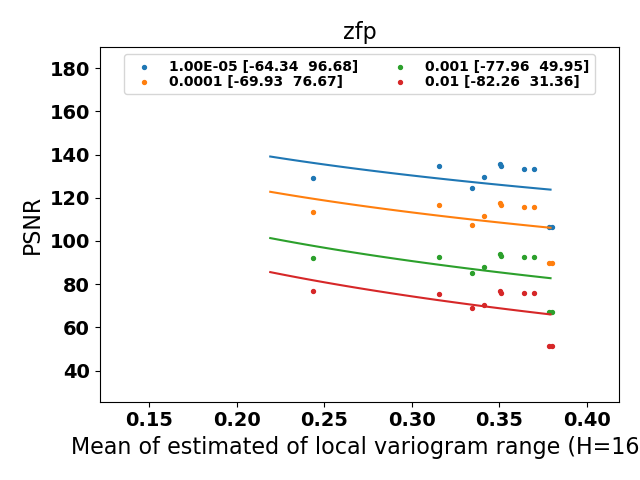 zfp
1.00E-05 [-64.34  96.68]
0.0001 [-69.93  76.67]
0.001 [-77.96  49.95]
0.01 [-82.26  31.36]
PSNR
180
160
140
120
100
80
60
40
0.15 0.20 0.25 0.30 0.35 0.40
Mean of estimated of local variogram range (H=16